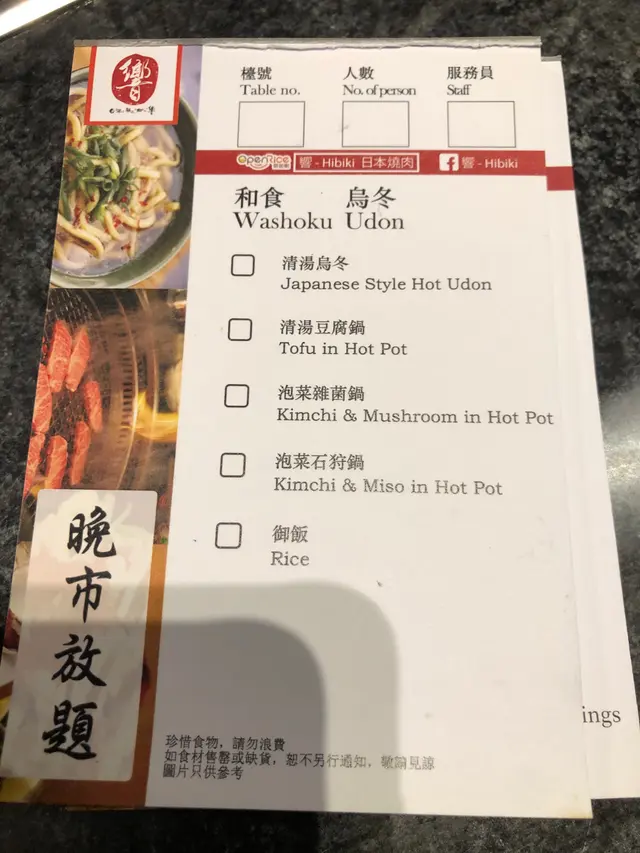 響
檯號 人數 服務員
Table no. No. of person Staff
OpenRice 響 - Hibiki 日本燒肉 f 響 - Hibiki
和食 烏冬
Washoku Udon
清湯烏冬
Japanese Style Hot Udon
清湯豆腐鍋
Tofu in Hot Pot
泡菜雜菌鍋
Kimchi & Mushroom in Hot Pot
泡菜石狩鍋
Kimchi & Miso in Hot Pot
御飯
Rice
晚市放題
ings
珍惜食物，請勿浪費
如食材售罄或缺貨，恕不另行通知，敬請見諒
圖片只供參考